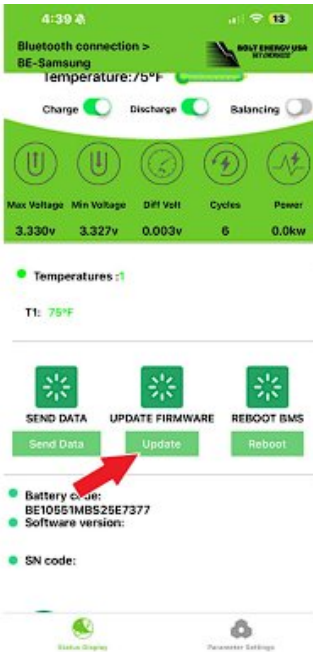 4:39
13
Bluetooth connection >
BE-Samsung
BOLT ENERGY USA
Temperature:75°F
Charge
Discharge
Balancing
Max Voltage
Min Voltage
Diff Volt
Cycles
Power
3.330v
3.327v
0.003v
6
0.0kw
Temperatures :1
T1: 75°F
SEND DATA
UPDATE FIRMWARE
REBOOT BMS
Send Data
Update
Reboot
Battery
BE10551MBS25E7377
Software version:
SN code:
Status Display
Parameter Settings